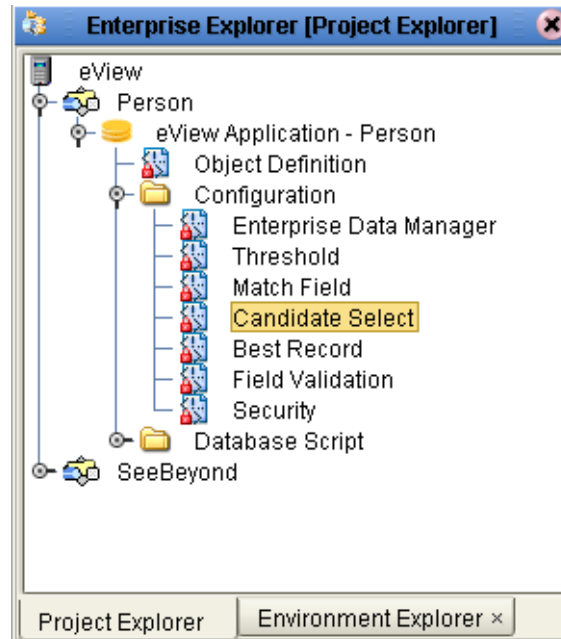 Enterprise Explorer [Project Explorer]
eView
Person
eView Application - Person
Object Definition
Configuration
Enterprise Data Manager
Threshold
Match Field
Candidate Select
Best Record
Field Validation
Security
Database Script
SeeBeyond
Project Explorer
Environment Explorer ×